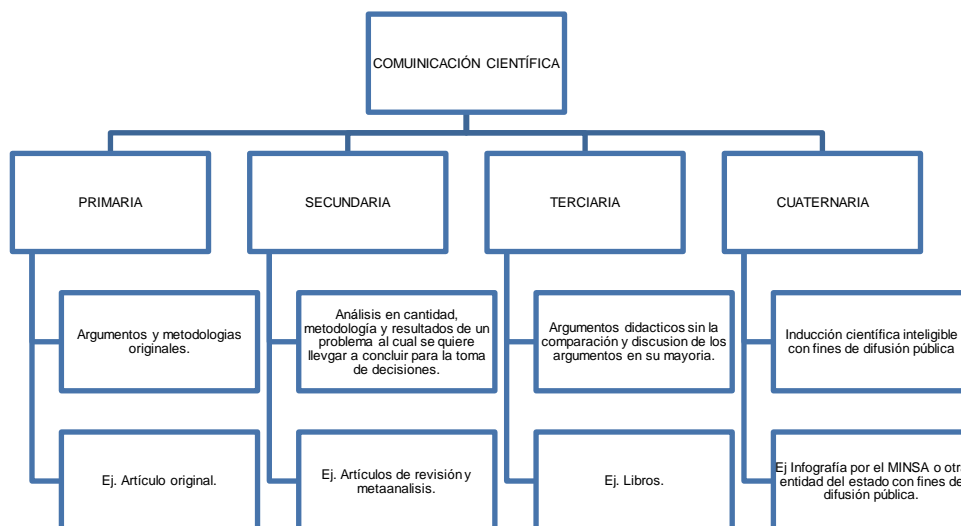 COMUINICACIÓN CIENTÍFICA
PRIMARIA
SECUNDARIA
TERCIARIA
CUATERNARIA
Argumentos y metodologias
originales.
Análisis en cantidad,
metodología y resultados de un
problema al cual se quiere
llevgar a concluir para la toma
de decisiones.
Argumentos didacticos sin la
comparación y discusion de los
argumentos en su mayoria.
Inducción científica inteligible
con fines de difusión pública
Ej. Artículo original.
Ej. Artículos de revisión y
metaanalisis.
Ej. Libros.
Ej Infografía por el MINSA o otra
entidad del estado con fines de
difusión pública.